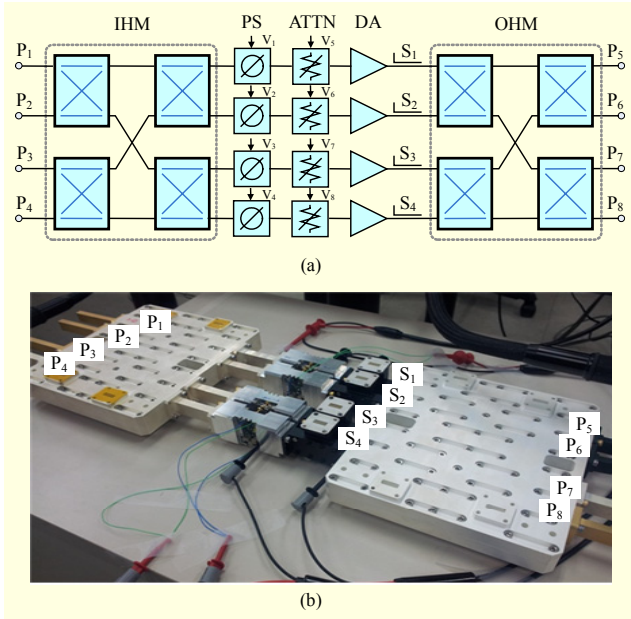 IHM PS ATTN DA OHM
P₁ V₁ V₅ S₁ P₅
P₂ V₂ V₆ S₂ P₆
P₃ V₃ V₇ S₃ P₇
P₄ V₄ V₈ S₄ P₈
(a)
P₁
P₂
P₃
P₄
S₁
S₂
S₃
S₄
P₅
P₆
P₇
P₈
(b)